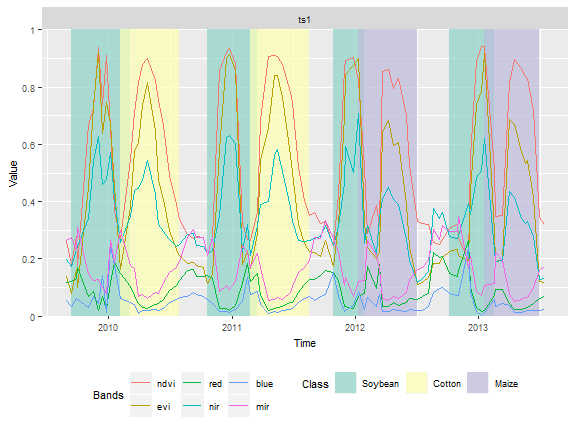 ts1
1
0.8
0.6
0.4
0.2
0
Value
2010 2011 2012 2013
Time
Bands ndvi red blue Class Soybean Cotton Maize
evi nir mir